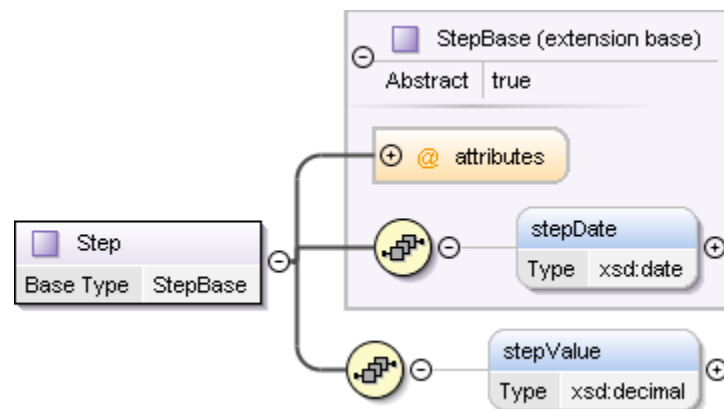 StepBase (extension base)
Abstract true
@ attributes
stepDate
Type xsd:date
Step
Base Type StepBase
stepValue
Type xsd:decimal